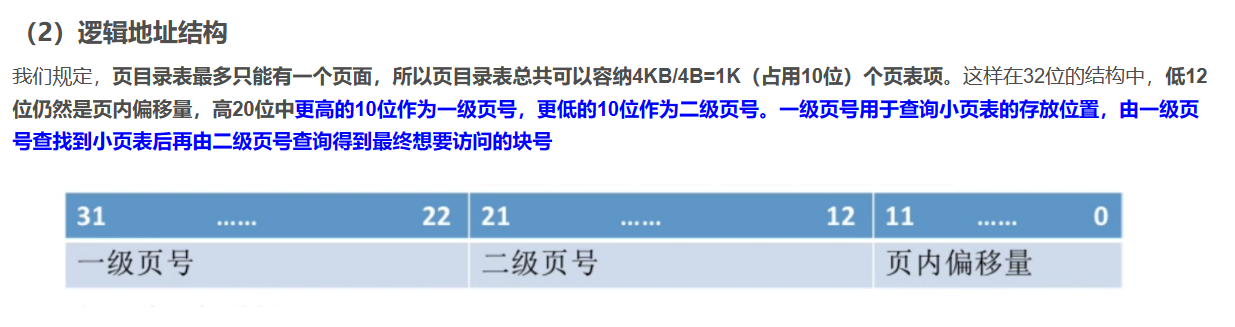 （2）逻辑地址结构
我们规定，页目录表最多只能有一个页面，所以页目录表总共可以容纳4KB/4B=1K（占用10位）个页表项。这样在32位的结构中，低12
位仍然是页内偏移量，高20位中更高的10位作为一级页号，更低的10位作为二级页号。一级页号用于查询小页表的存放位置，由一级页
号查找到小页表后再由二级页号查询得到最终想要访问的块号
31 …… 22 21 …… 12 11 …… 0
一级页号 二级页号 页内偏移量